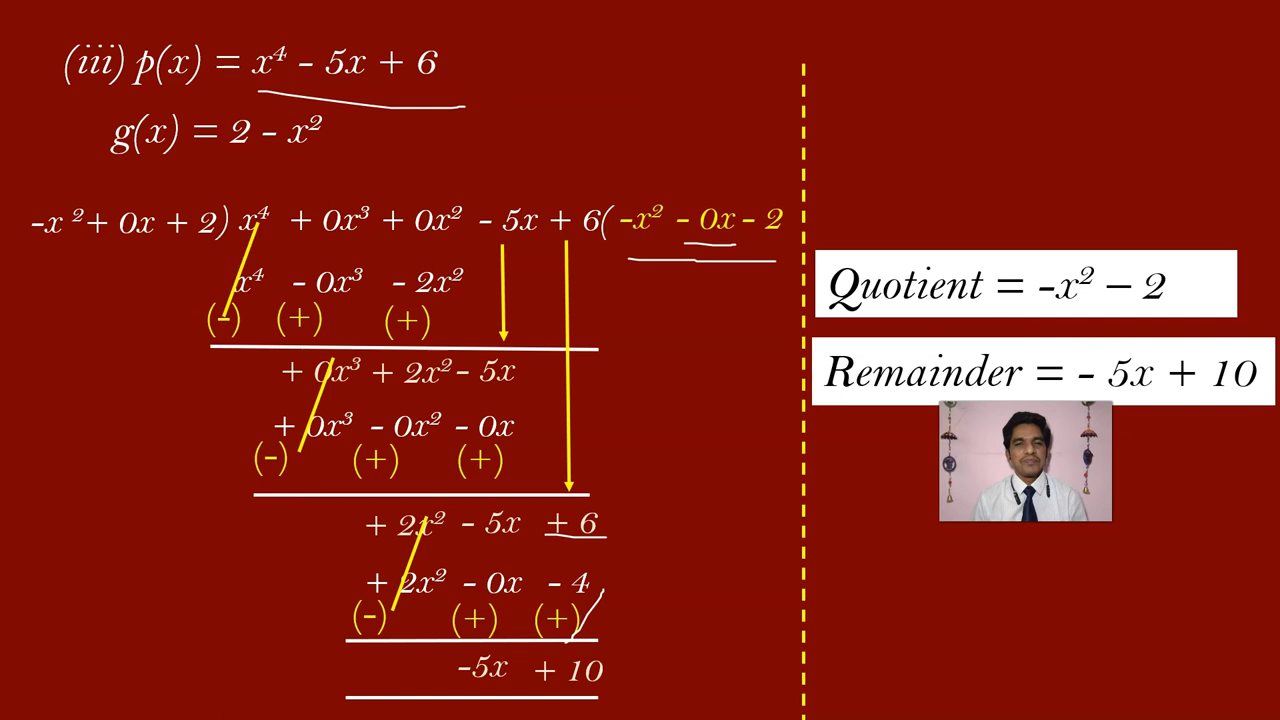 (iii) p(x) = x⁴ - 5x + 6
g(x) = 2 - x²
-x² + 0x + 2) x⁴ + 0x³ + 0x² - 5x + 6( -x² - 0x - 2
x⁴ - 0x³ - 2x²
(-) (+) (+)
+ 0x³ + 2x² - 5x
+ 0x³ - 0x² - 0x
(-) (+) (+)
+ 2x² - 5x + 6
+ 2x² - 0x - 4
(-) (+) (+)
-5x + 10
Quotient = -x² – 2
Remainder = - 5x + 10